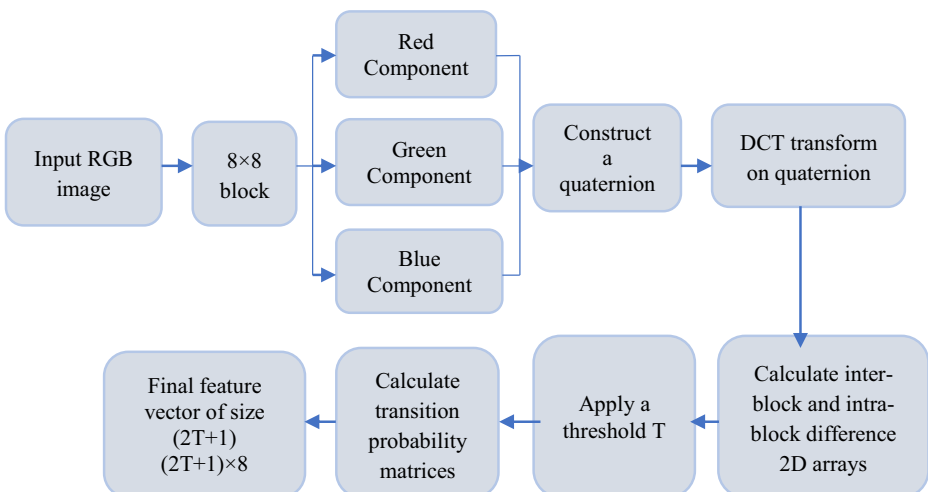 Input RGB
image
8×8
block
Red
Component
Green
Component
Blue
Component
Construct
a
quaternion
DCT transform
on quaternion
Calculate inter-
block and intra-
block difference
2D arrays
Apply a
threshold T
Calculate
transition
probability
matrices
Final feature
vector of size
(2T+1)
(2T+1)×8